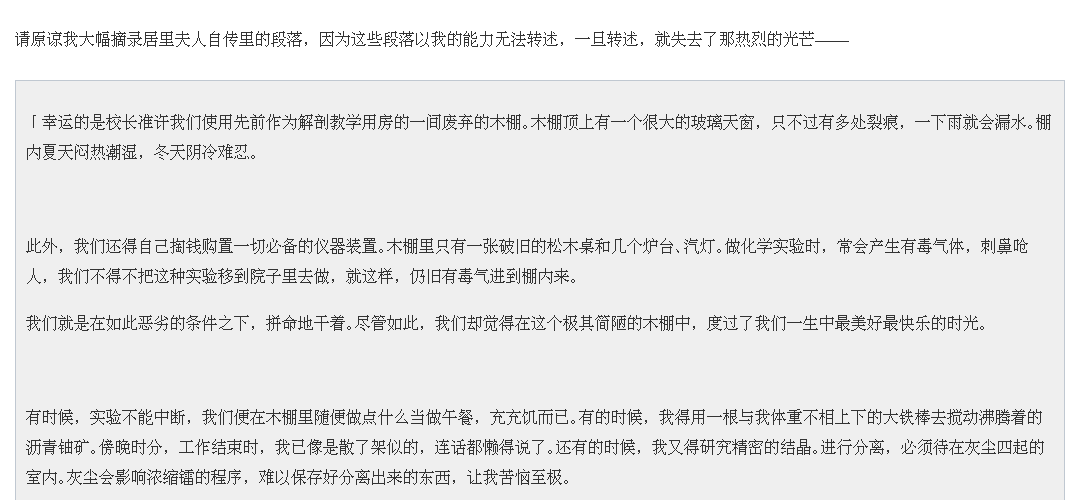 请原谅我大幅摘录居里夫人自传里的段落，因为这些段落以我的能力无法转述，一旦转述，就失去了那热烈的光芒——
「 幸运的是校长准许我们使用先前作为解剖教学用房的一间废弃的木棚。木棚顶上有一个很大的玻璃天窗，只不过有多处裂痕，一下雨就会漏水。棚
内夏天闷热潮湿，冬天阴冷难忍。
此外，我们还得自己掏钱购置一切必备的仪器装置。木棚里只有一张破旧的松木桌和几个炉台、汽灯。做化学实验时，常会产生有毒气体，刺鼻呛
人，我们不得不把这种实验移到院子里去做，就这样，仍旧有毒气进到棚内来。
我们就是在如此恶劣的条件之下，拼命地干着。尽管如此，我们却觉得在这个极其简陋的木棚中，度过了我们一生中最美好最快乐的时光。
有时候，实验不能中断，我们便在木棚里随便做点什么当做午餐，充充饥而已。有的时候，我得用一根与我体重不相上下的大铁棒去搅动沸腾着的
沥青铀矿。傍晚时分，工作结束时，我已像是散了架似的，连话都懒得说了。还有的时候，我又得研究精密的结晶。进行分离，必须待在灰尘四起的
室内。灰尘会影响浓缩镭的程序，难以保存好分离出来的东西，让我苦恼至极。